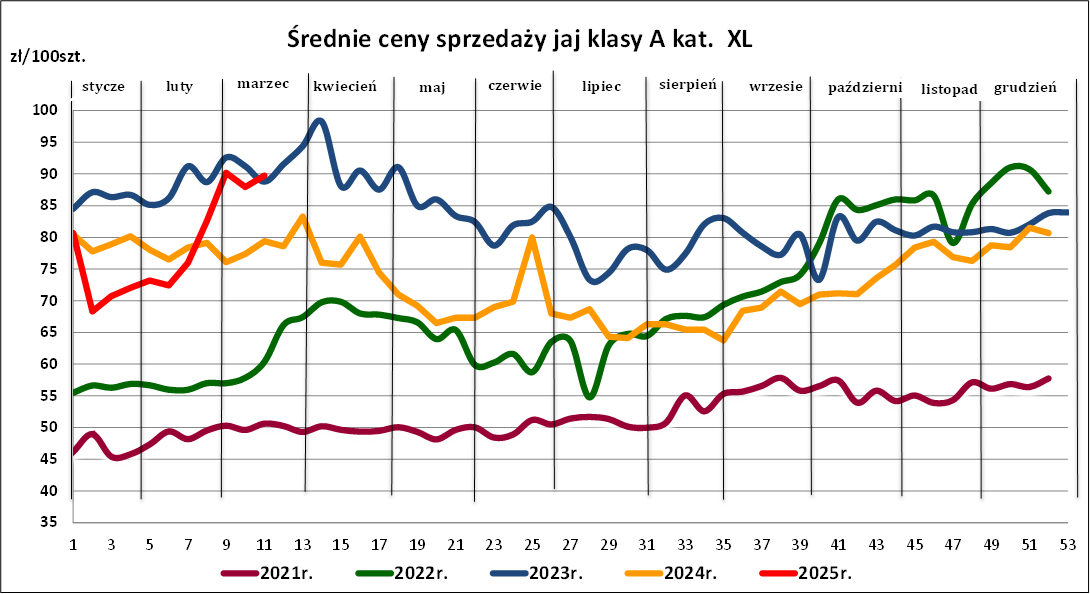 Średnie ceny sprzedaży jaj klasy A kat. XL
zł/100szt.
stycze luty marzec kwiecień maj czerwie lipiec sierpień wrzesie październi listopad grudzień
100
95
90
85
80
75
70
65
60
55
50
45
40
35
1 3 5 7 9 11 13 15 17 19 21 23 25 27 29 31 33 35 37 39 41 43 45 47 49 51 53
2021r. 2022r. 2023r. 2024r. 2025r.